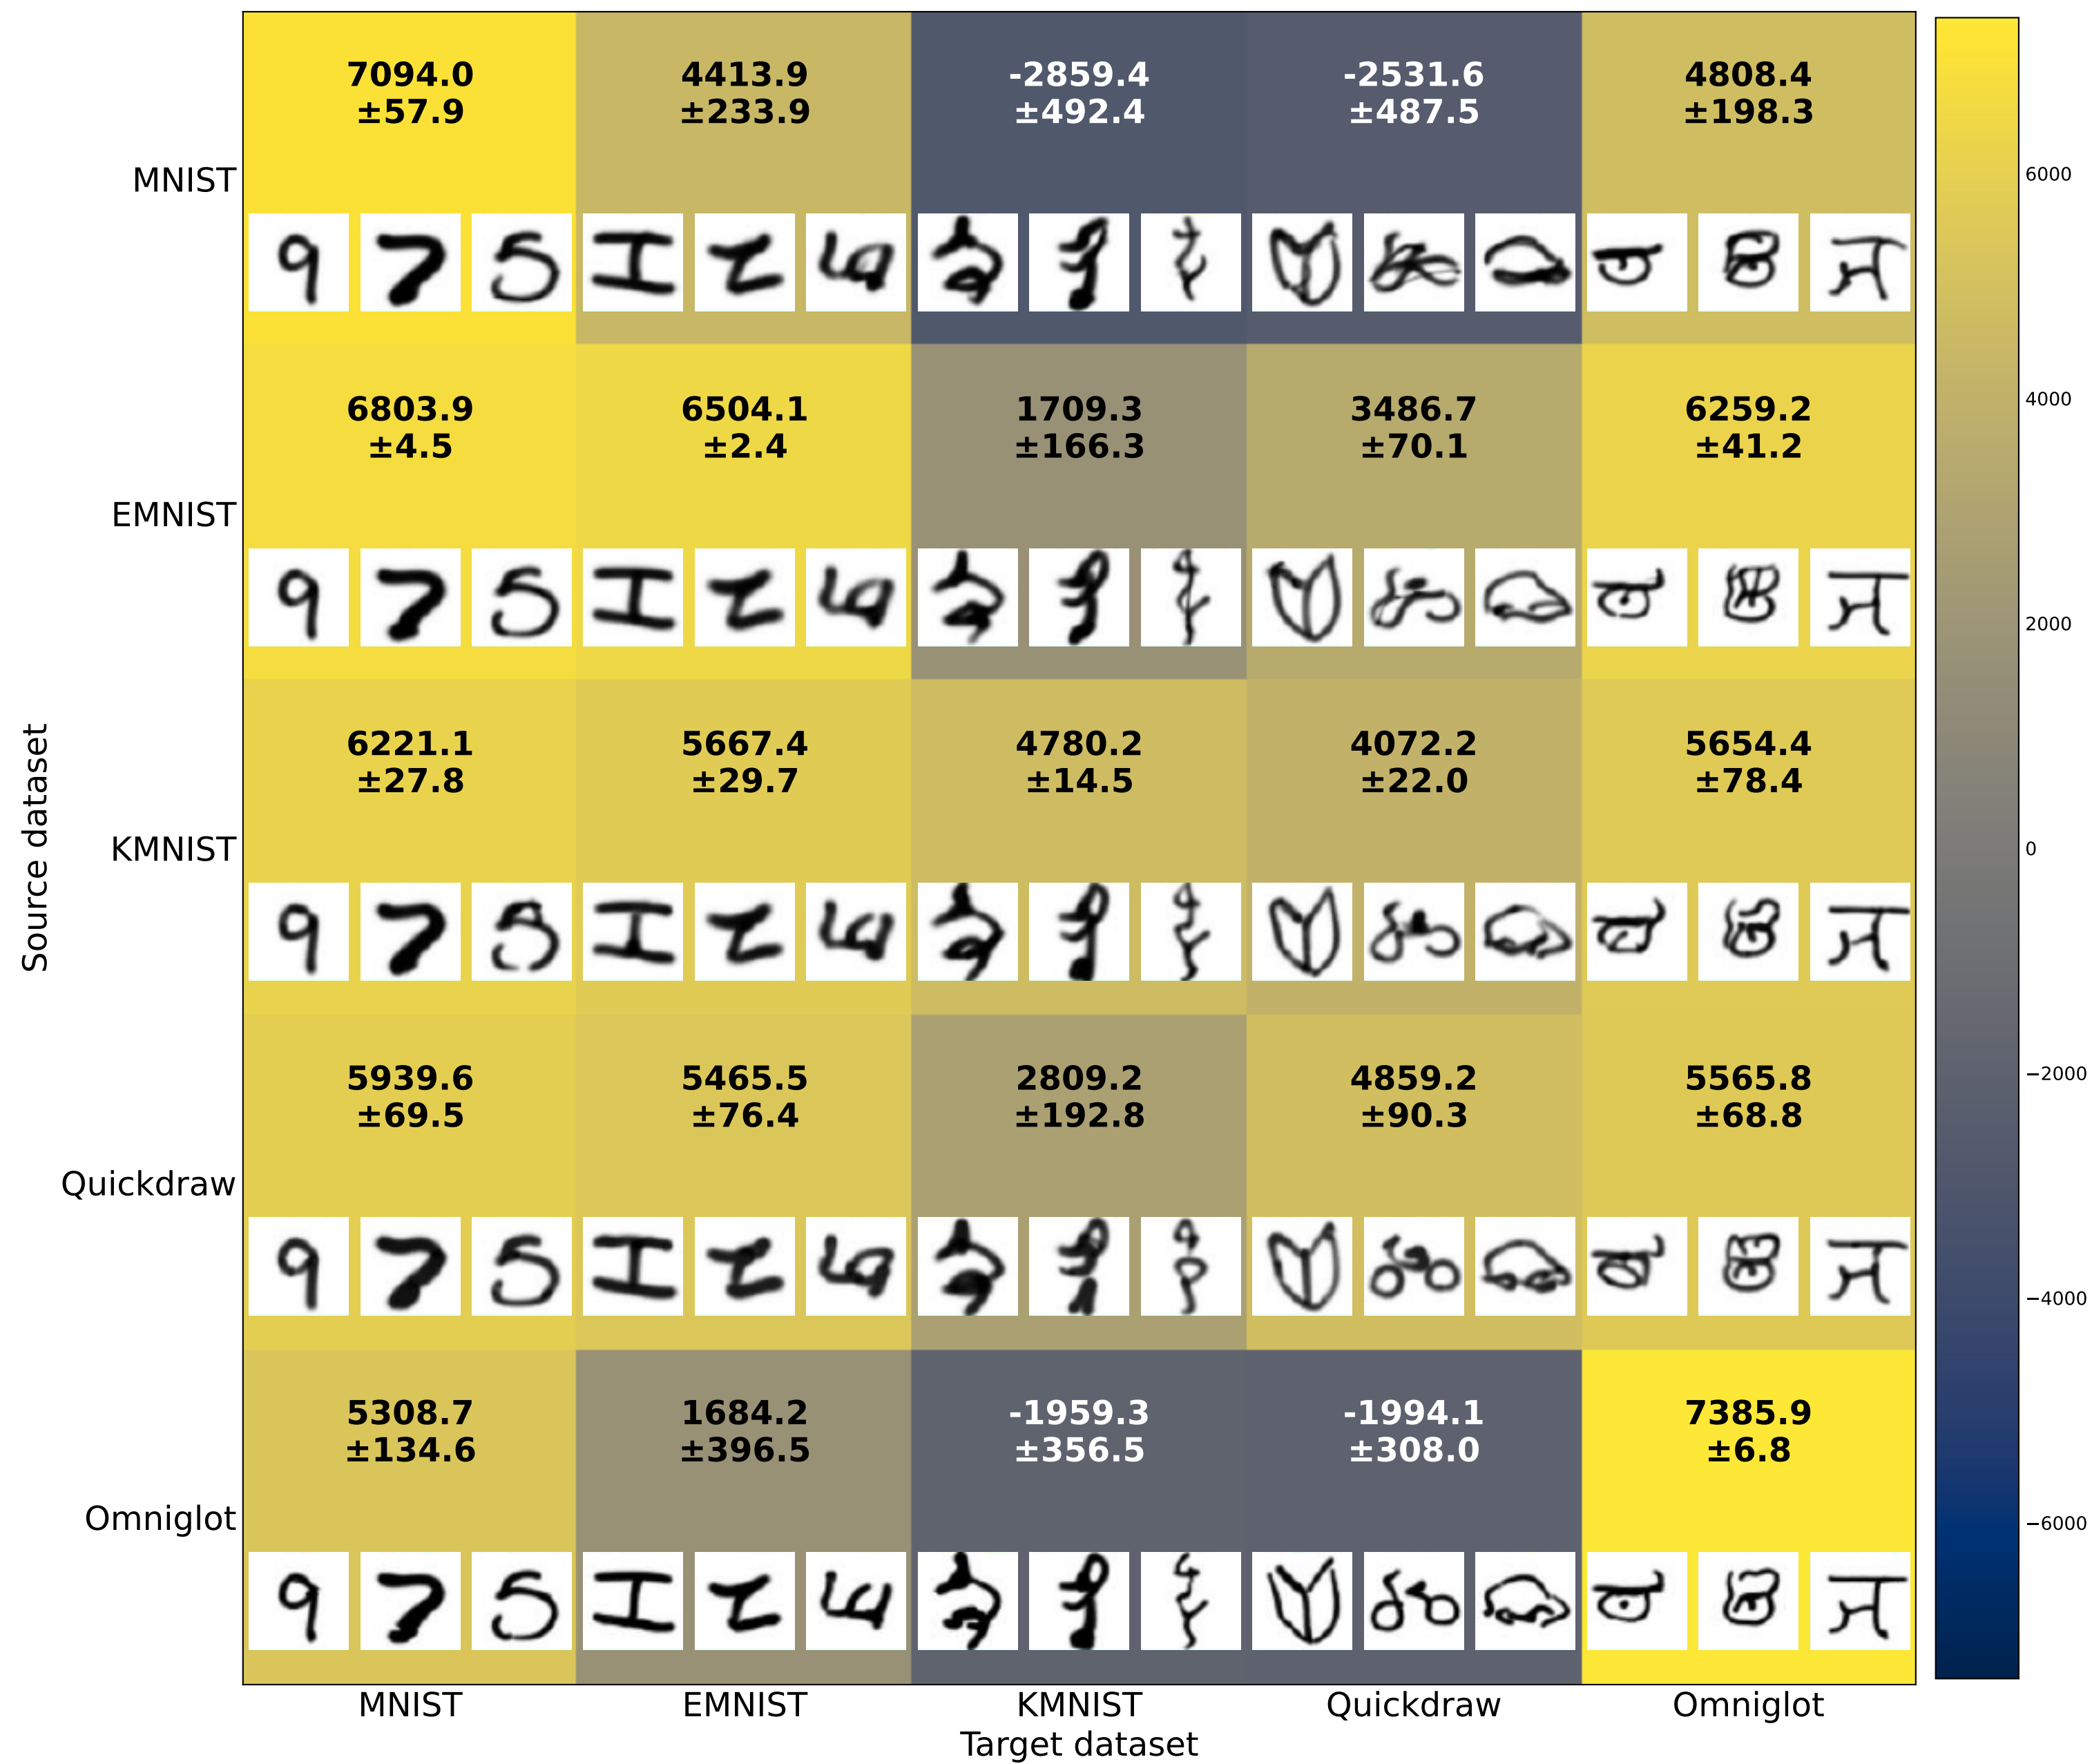 7094.0 4413.9 -2859.4 -2531.6 4808.4
±57.9 ±233.9 ±492.4 ±487.5 ±198.3
MNIST
6803.9 6504.1 1709.3 3486.7 6259.2
±4.5 ±2.4 ±166.3 ±70.1 ±41.2
EMNIST
6221.1 5667.4 4780.2 4072.2 5654.4
±27.8 ±29.7 ±14.5 ±22.0 ±78.4
KMNIST
5939.6 5465.5 2809.2 4859.2 5565.8
±69.5 ±76.4 ±192.8 ±90.3 ±68.8
Quickdraw
5308.7 1684.2 -1959.3 -1994.1 7385.9
±134.6 ±396.5 ±356.5 ±308.0 ±6.8
Omniglot
Source dataset
MNIST EMNIST KMNIST Quickdraw Omniglot
Target dataset
6000
4000
2000
0
−2000
−4000
−6000